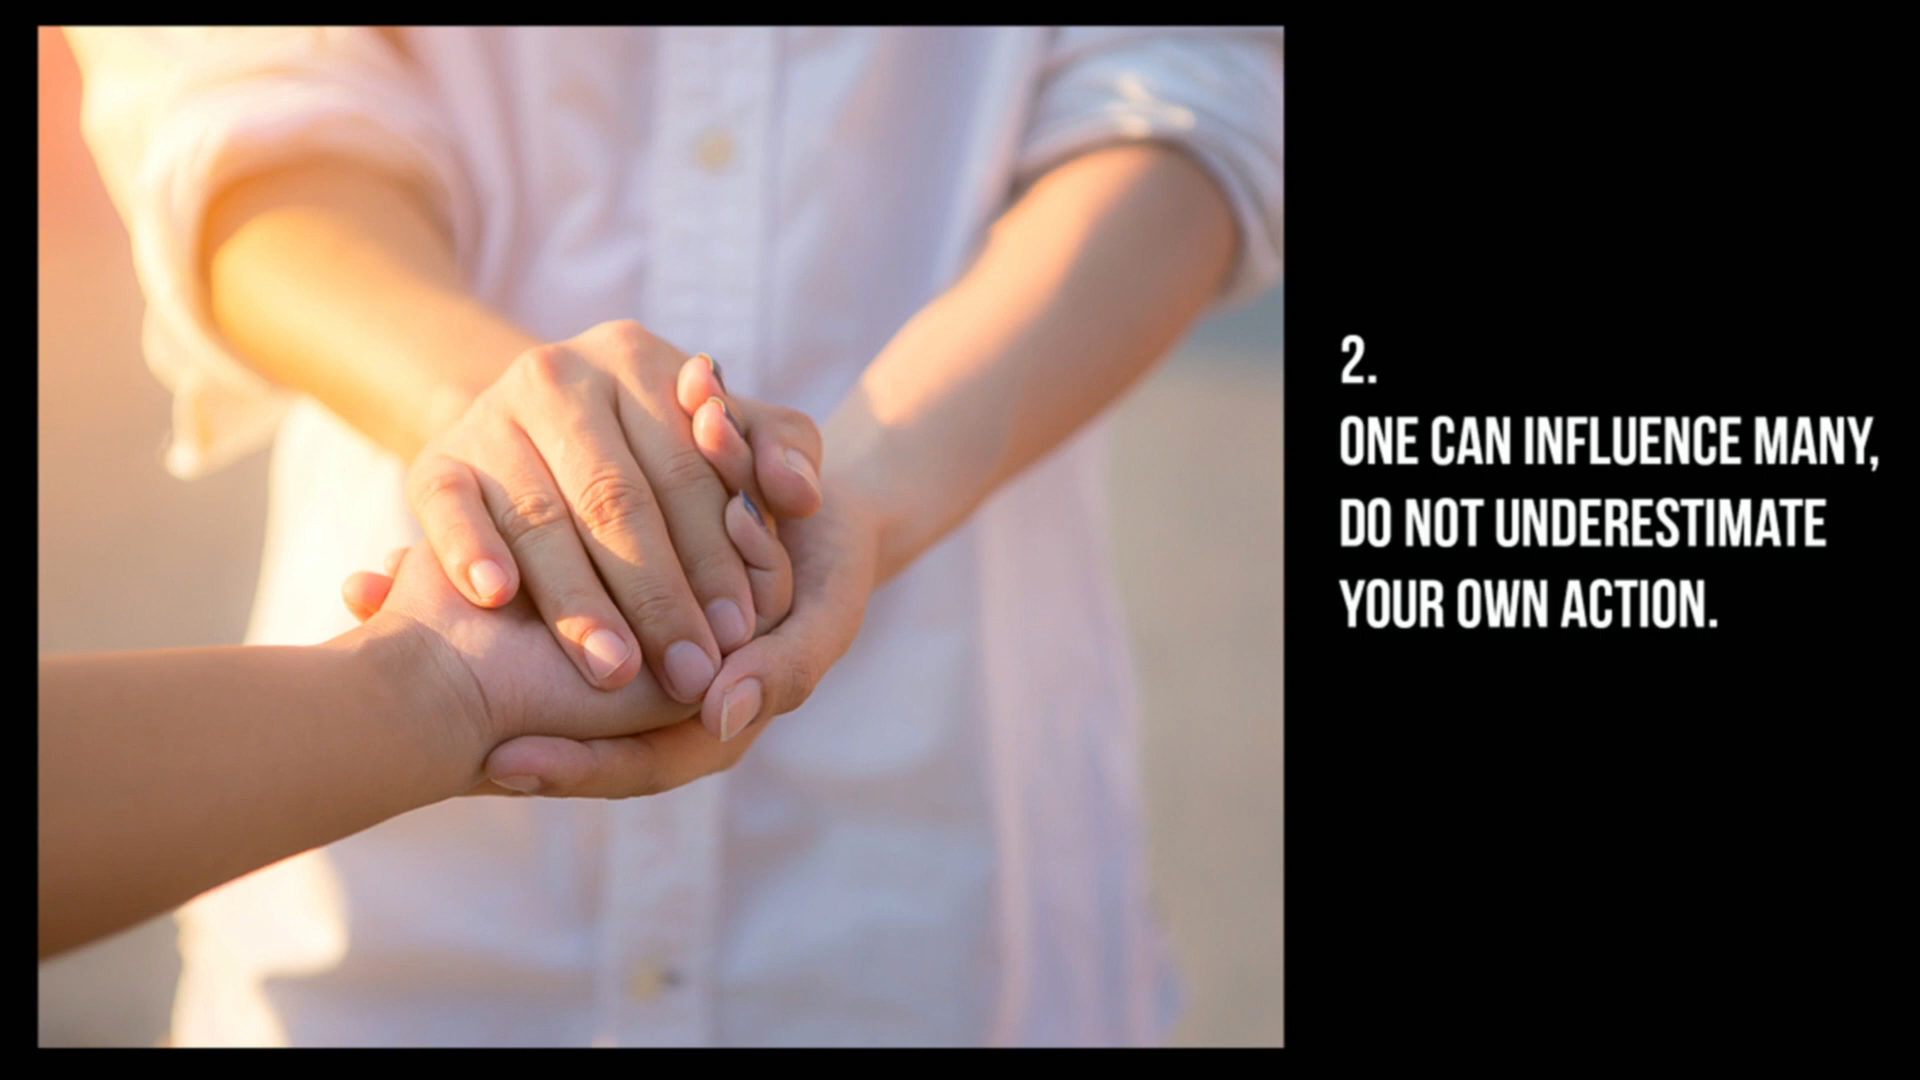 2.
ONE CAN INFLUENCE MANY,
DO NOT UNDERESTIMATE
YOUR OWN ACTION.